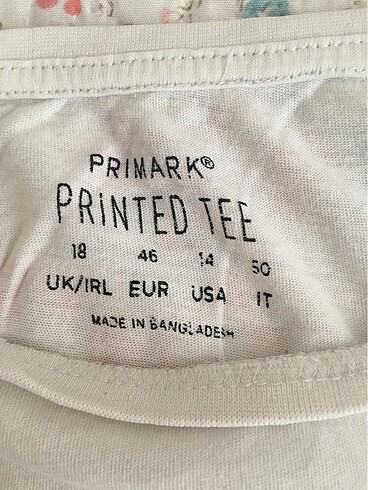 PRIMARK®
PRINTED TEE
18 46 14 50
UK/IRL EUR USA IT
MADE IN BANGLADESH